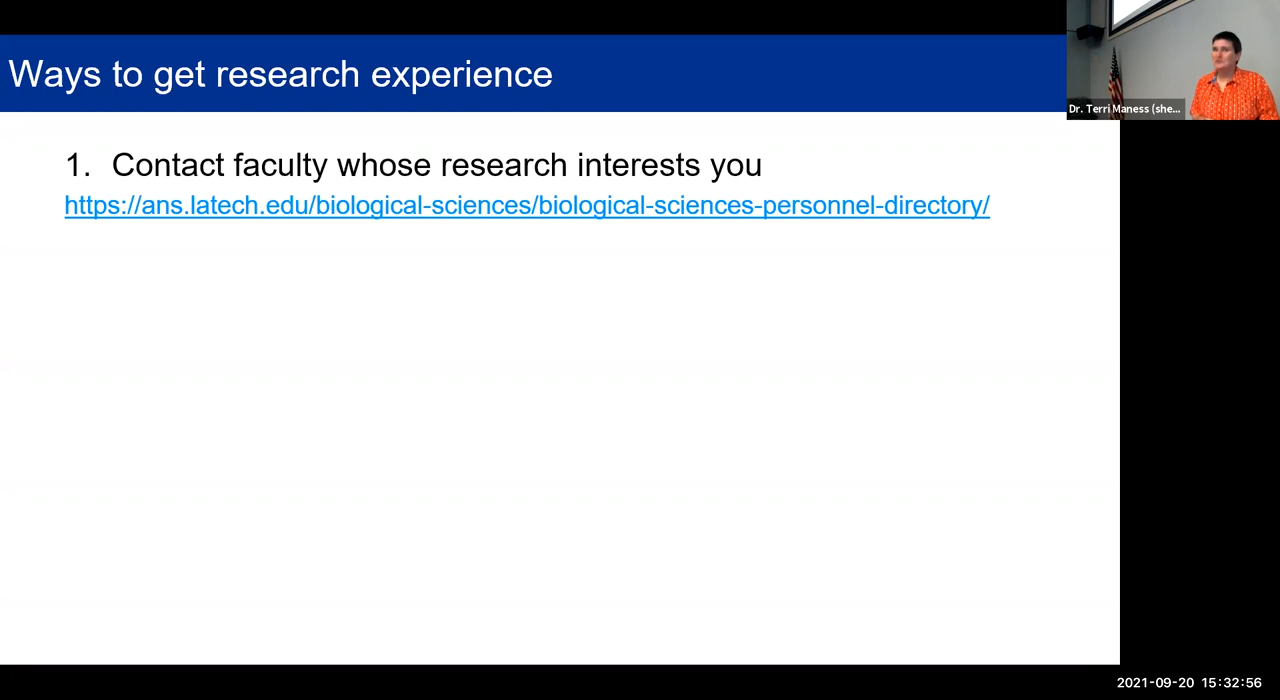 Ways to get research experience
Dr. Terri Maness (she...
1. Contact faculty whose research interests you
https://ans.latech.edu/biological-sciences/biological-sciences-personnel-directory/
2021-09-20 15:32:56